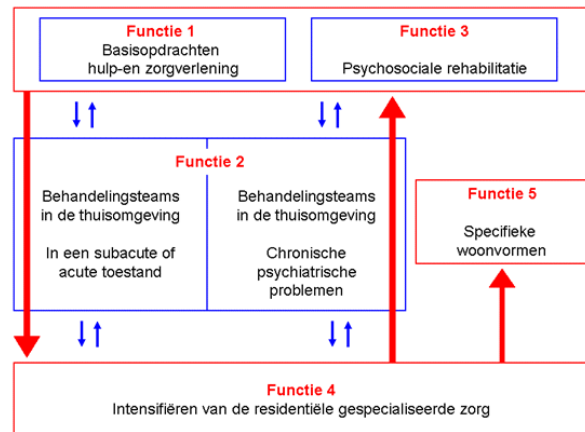 Functie 1
Basisopdrachten
hulp-en zorgverlening
Functie 3
Psychosociale rehabilitatie
Functie 2
Behandelingsteams
in de thuisomgeving
In een subacute of
acute toestand
Behandelingsteams
in de thuisomgeving
Chronische
psychiatrische
problemen
Functie 5
Specifieke
woonvormen
Functie 4
Intensifiëren van de residentiële gespecialiseerde zorg